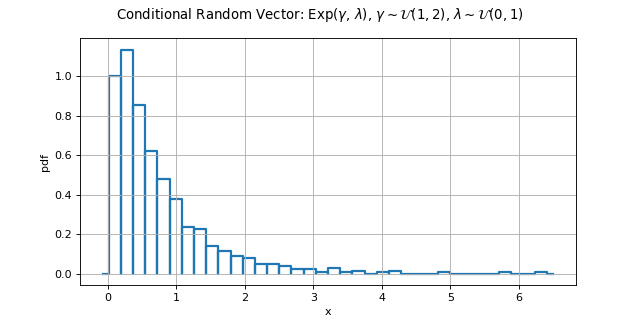 Conditional Random Vector: Exp(γ, λ), γ ∼ 𝒰(1, 2), λ ∼ 𝒰(0, 1)
pdf
1.0
0.8
0.6
0.4
0.2
0.0
0 1 2 3 4 5 6
x